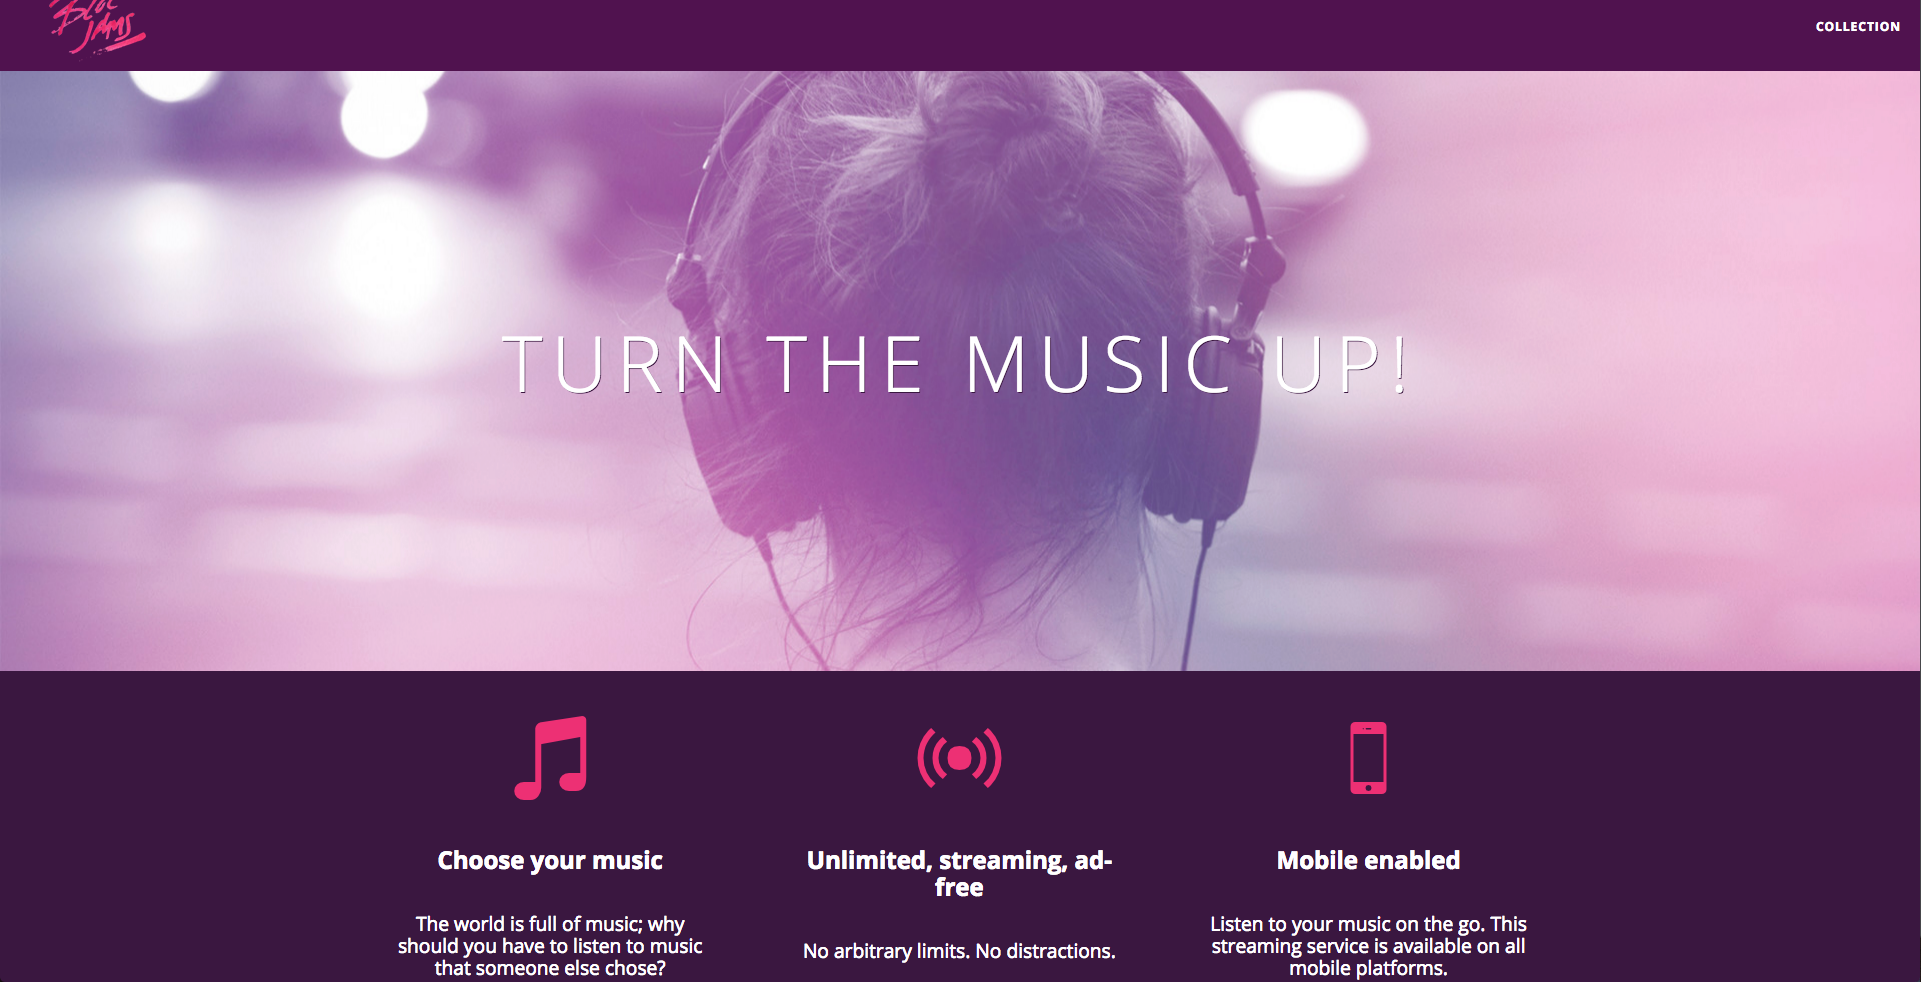 Bloc
Jams
COLLECTION
TURN THE MUSIC UP!
Choose your music
The world is full of music; why
should you have to listen to music
that someone else chose?
Unlimited, streaming, ad-
free
No arbitrary limits. No distractions.
Mobile enabled
Listen to your music on the go. This
streaming service is available on all
mobile platforms.